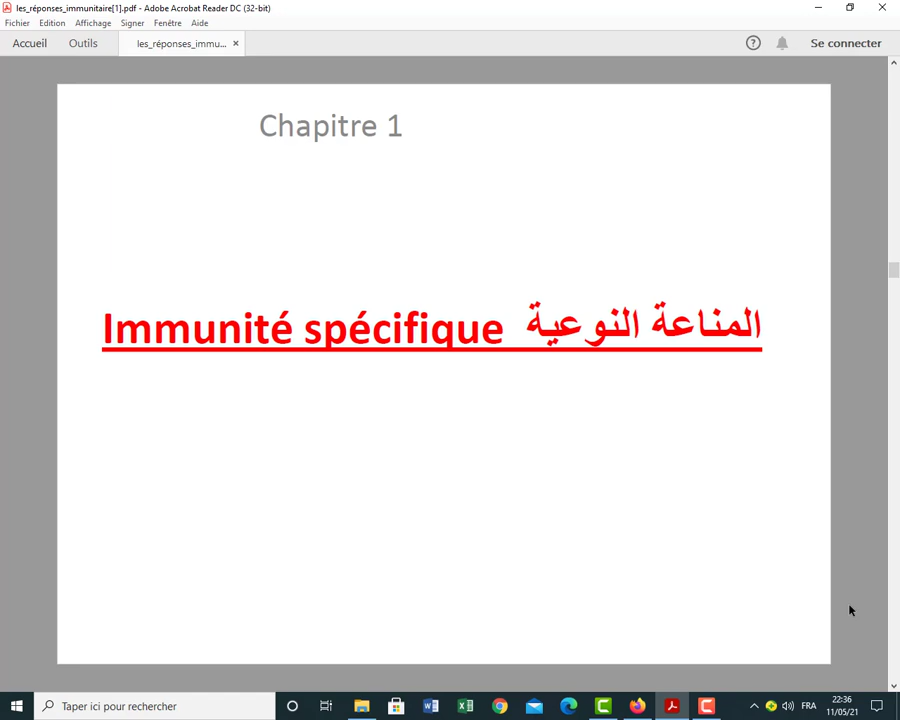 les_réponses_immunitaire[1].pdf - Adobe Acrobat Reader DC (32-bit)
Fichier Edition Affichage Signer Fenêtre Aide
Accueil Outils les_réponses_immu... × ? Se connecter
Chapitre 1
Immunité spécifique المناعة النوعية
Taper ici pour rechercher
FRA
22:36
11/05/21